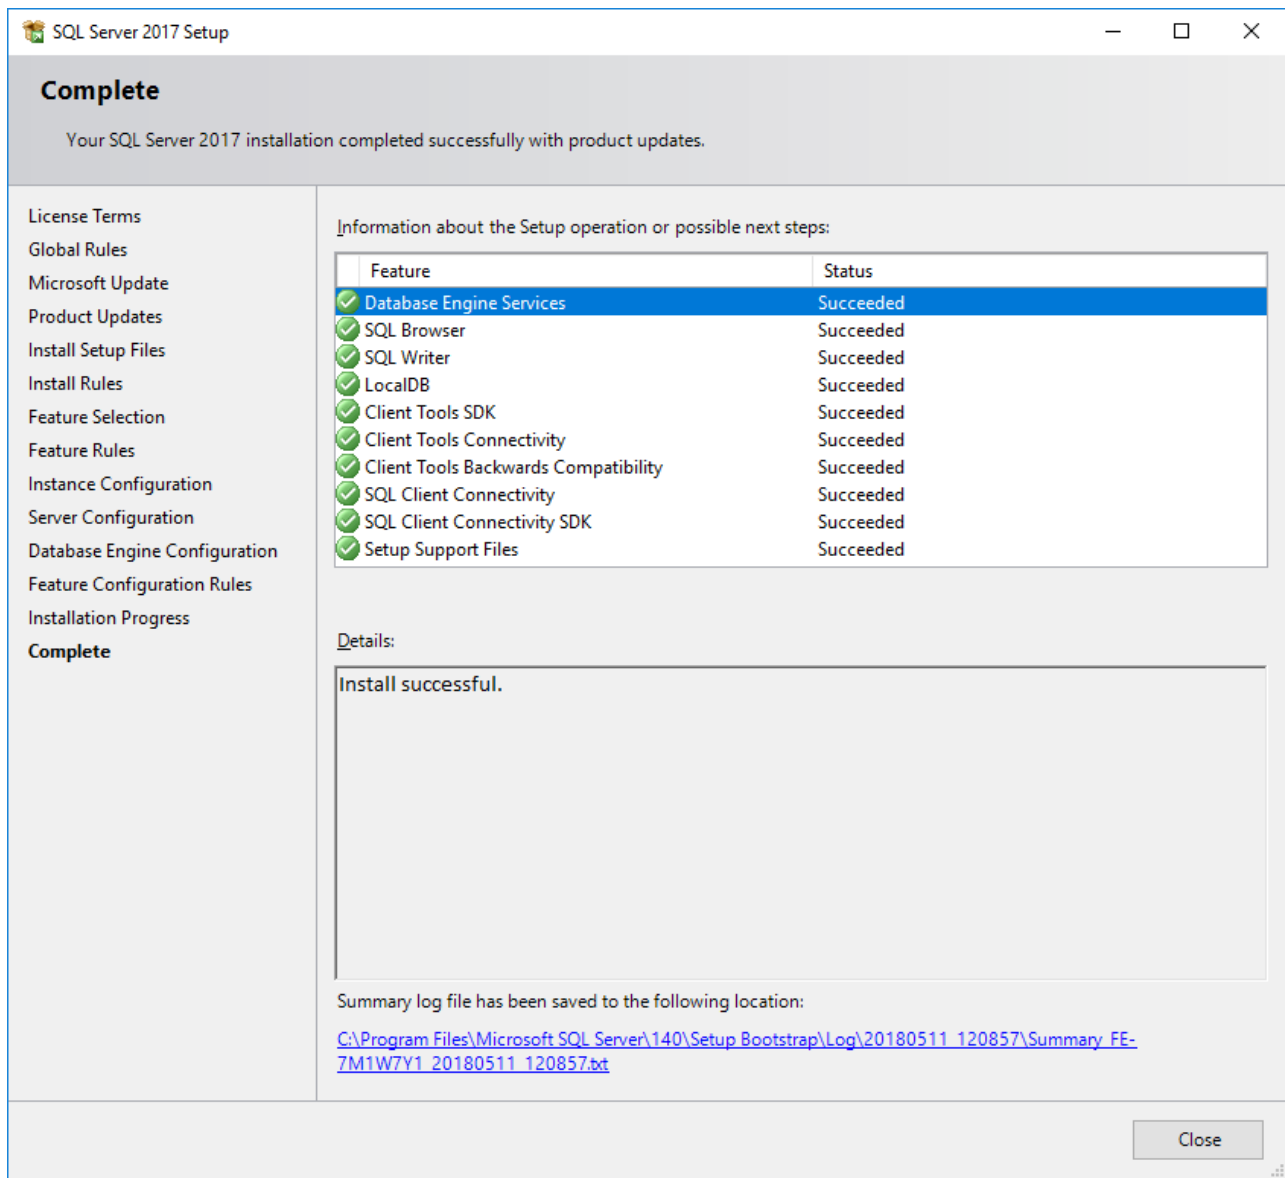 SQL Server 2017 Setup
Complete
Your SQL Server 2017 installation completed successfully with product updates.
License Terms
Global Rules
Microsoft Update
Product Updates
Install Setup Files
Install Rules
Feature Selection
Feature Rules
Instance Configuration
Server Configuration
Database Engine Configuration
Feature Configuration Rules
Installation Progress
Complete
Information about the Setup operation or possible next steps:
Feature Status
Database Engine Services Succeeded
SQL Browser Succeeded
SQL Writer Succeeded
LocalDB Succeeded
Client Tools SDK Succeeded
Client Tools Connectivity Succeeded
Client Tools Backwards Compatibility Succeeded
SQL Client Connectivity Succeeded
SQL Client Connectivity SDK Succeeded
Setup Support Files Succeeded
Details:
Install successful.
Summary log file has been saved to the following location:
C:\Program Files\Microsoft SQL Server\140\Setup Bootstrap\Log\20180511_120857\Summary_FE-
7M1W7Y1_20180511_120857.txt
Close